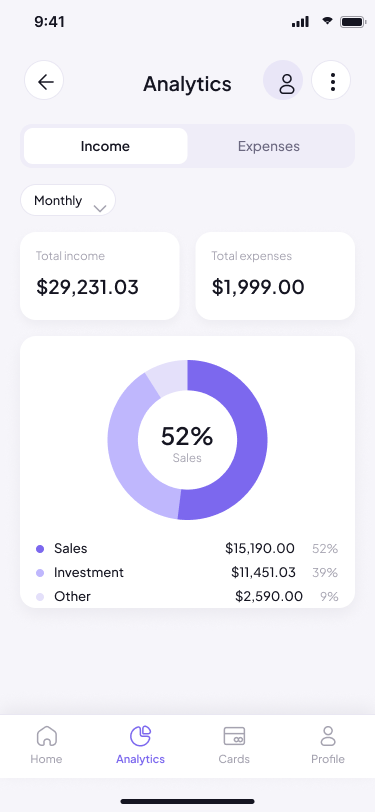 9:41
Analytics
Income Expenses
Monthly
Total income Total expenses
$29,231.03 $1,999.00
52%
Sales
Sales $15,190.00 52%
Investment $11,451.03 39%
Other $2,590.00 9%
Home Analytics Cards Profile